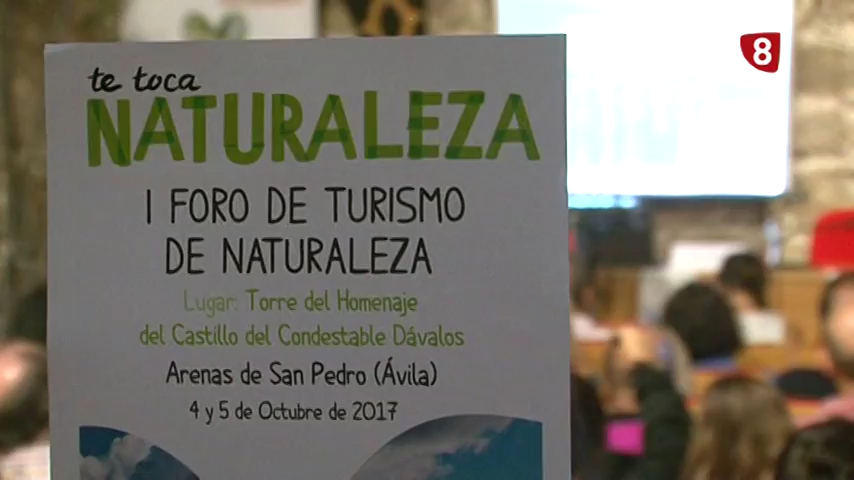 te toca
NATURALEZA
I FORO DE TURISMO
DE NATURALEZA
Lugar: Torre del Homenaje
del Castillo del Condestable Dávalos
Arenas de San Pedro (Ávila)
4 y 5 de Octubre de 2017
8